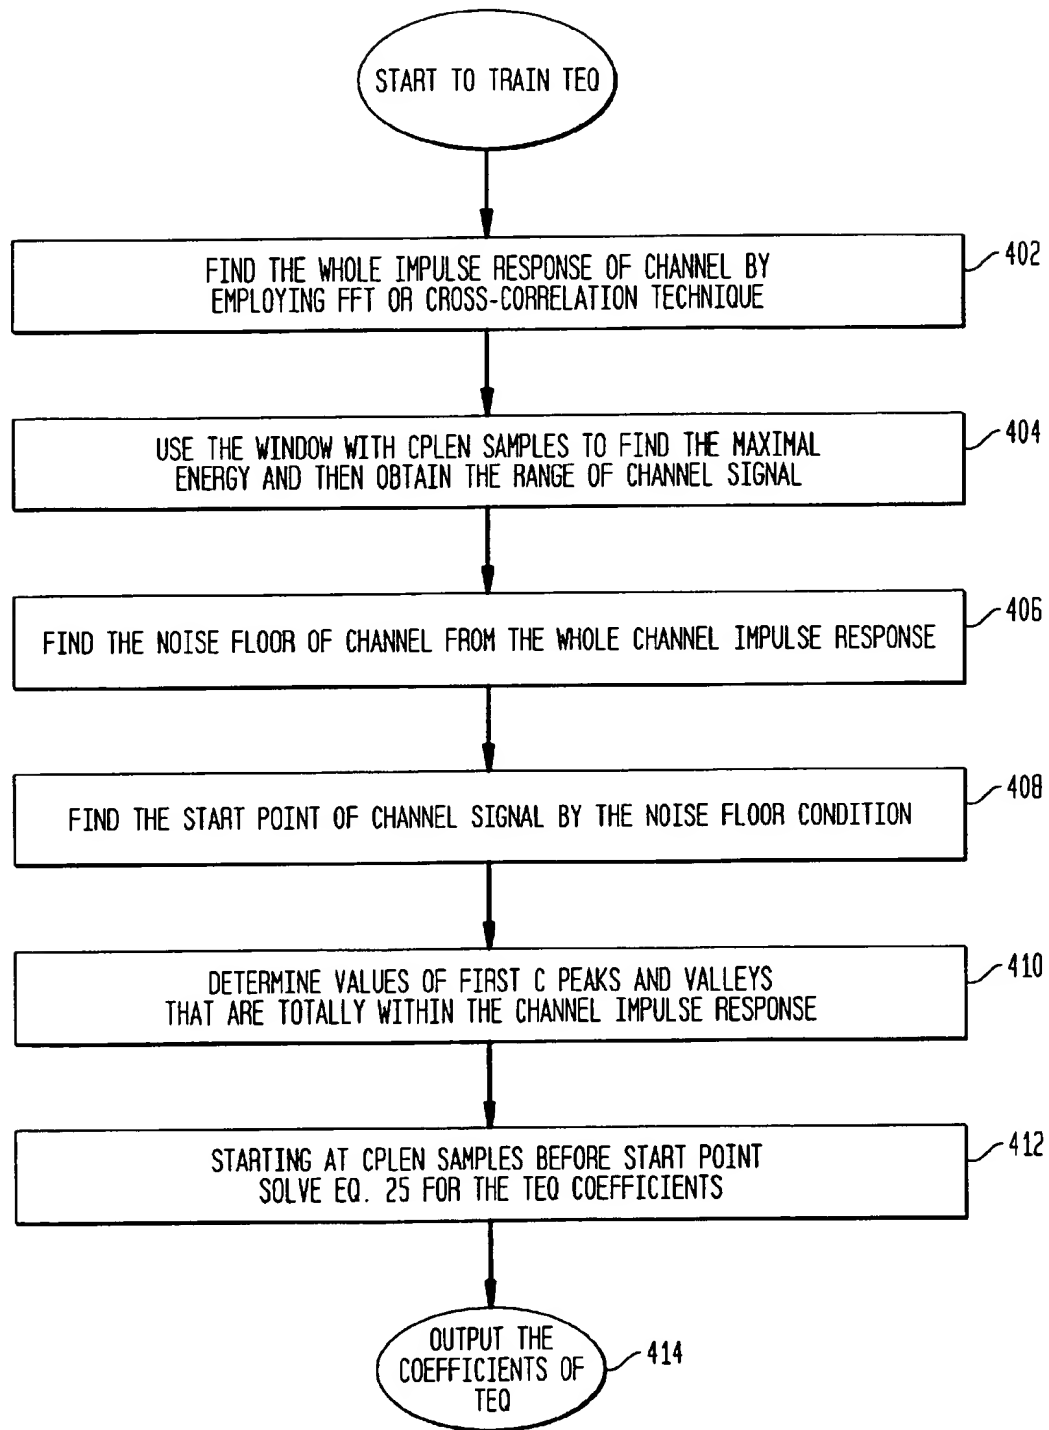 START TO TRAIN TEQ
FIND THE WHOLE IMPULSE RESPONSE OF CHANNEL BY
EMPLOYING FFT OR CROSS-CORRELATION TECHNIQUE
402
USE THE WINDOW WITH CPLEN SAMPLES TO FIND THE MAXIMAL
ENERGY AND THEN OBTAIN THE RANGE OF CHANNEL SIGNAL
404
FIND THE NOISE FLOOR OF CHANNEL FROM THE WHOLE CHANNEL IMPULSE RESPONSE
406
FIND THE START POINT OF CHANNEL SIGNAL BY THE NOISE FLOOR CONDITION
408
DETERMINE VALUES OF FIRST C PEAKS AND VALLEYS
THAT ARE TOTALLY WITHIN THE CHANNEL IMPULSE RESPONSE
410
STARTING AT CPLEN SAMPLES BEFORE START POINT
SOLVE EQ. 25 FOR THE TEQ COEFFICIENTS
412
OUTPUT THE
COEFFICIENTS OF
TEQ
414